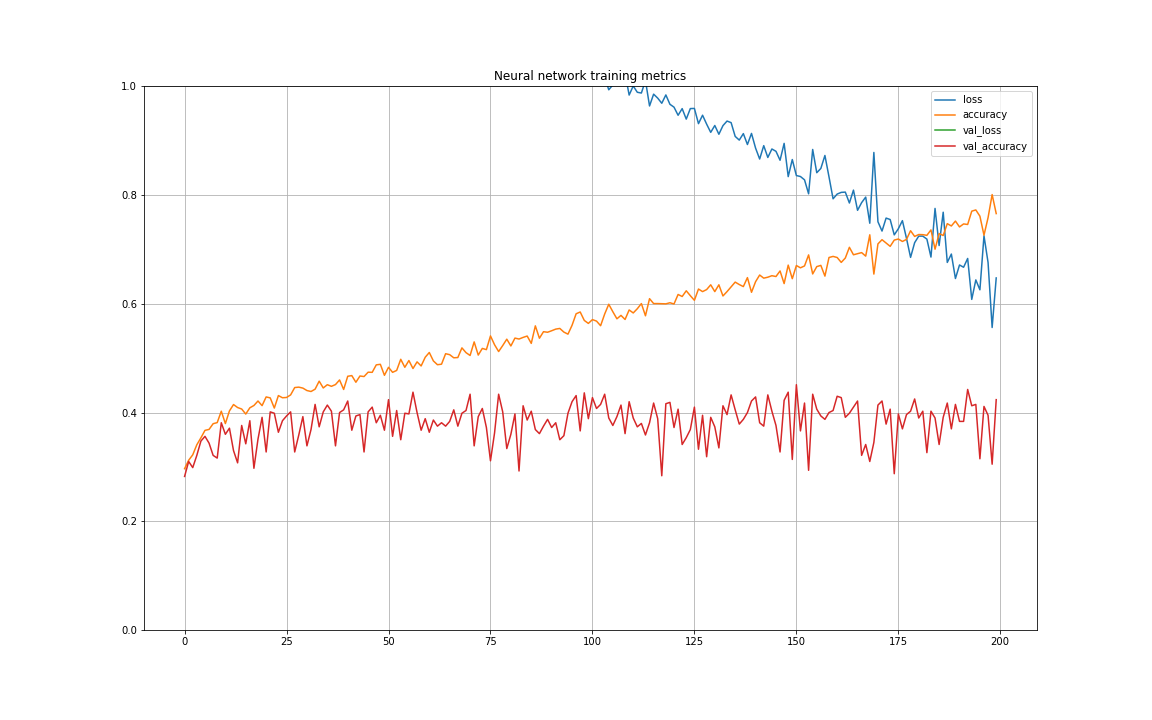 Neural network training metrics
1.0
loss
accuracy
val_loss
val_accuracy
0.8
0.6
0.4
0.2
0.0
0 25 50 75 100 125 150 175 200